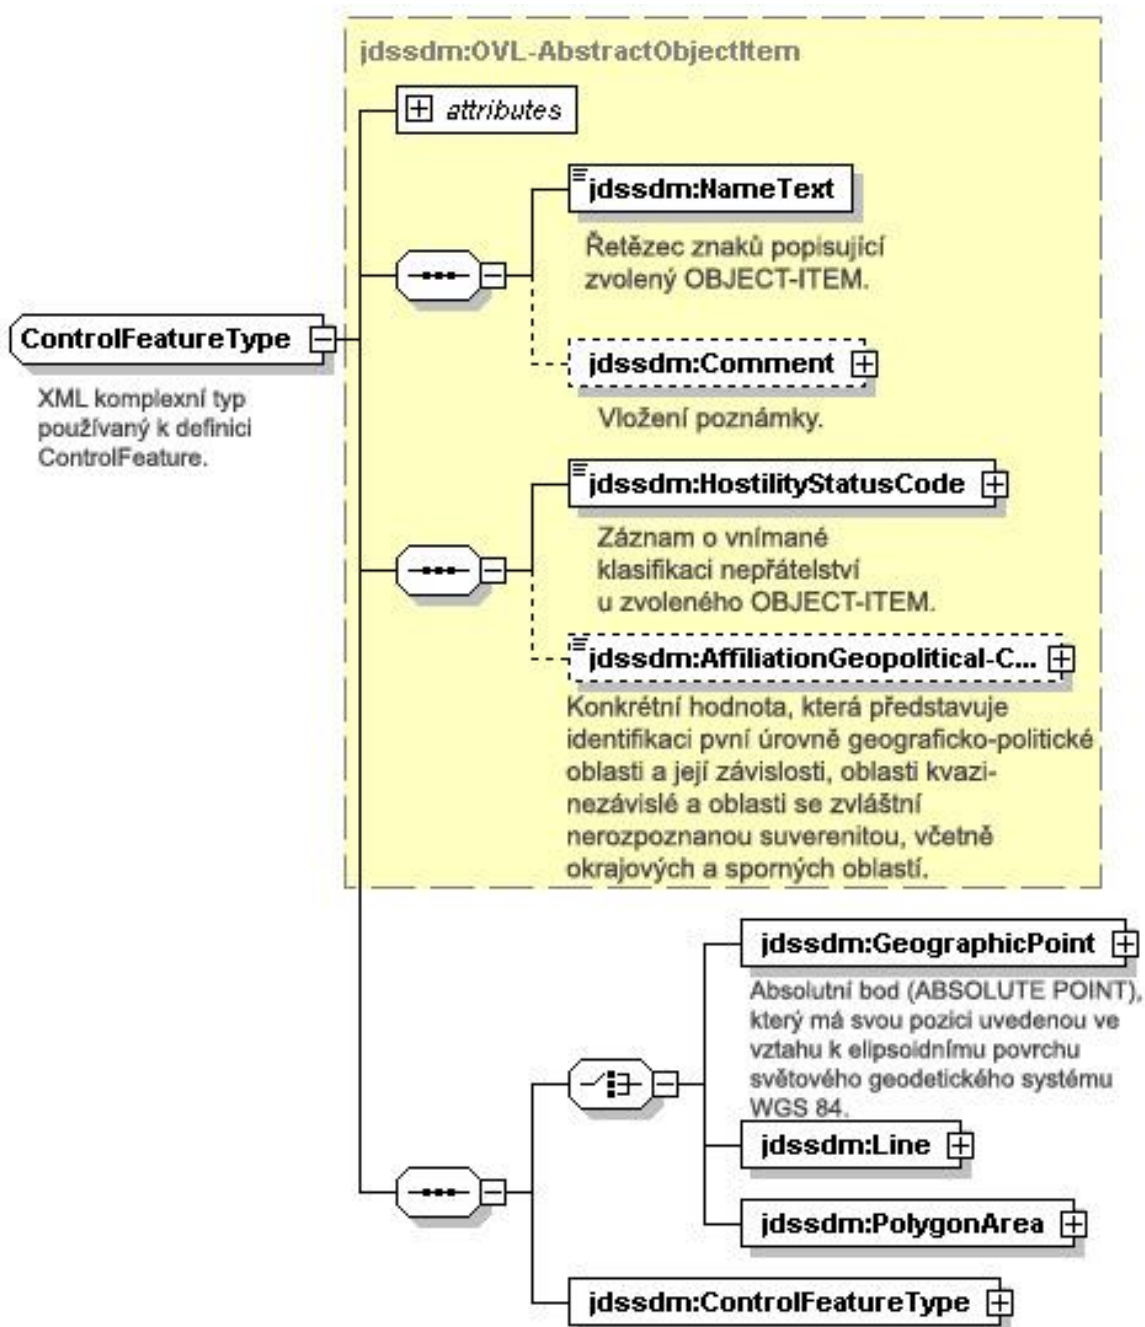 jdssdm:OVL-AbstractObjectItem
attributes
jdssdm:NameText
Řetězec znaků popisující
zvolený OBJECT-ITEM.
ControlFeatureType
XML komplexní typ
používaný k definici
ControlFeature.
jdssdm:Comment
Vložení poznámky.
jdssdm:HostilityStatusCode
Záznam o vnímané
klasifikaci nepřátelství
u zvoleného OBJECT-ITEM.
jdssdm:AffiliationGeopolitical-C...
Konkrétní hodnota, která představuje
identifikaci pvní úrovně geograficko-politické
oblasti a její závislosti, oblasti kvazi-
nezávislé a oblasti se zvláštní
nerozpoznanou suverenitou, včetně
okrajových a sporných oblastí.
jdssdm:GeographicPoint
Absolutní bod (ABSOLUTE POINT),
který má svou pozici uvedenou ve
vztahu k elipsoidnímu povrchu
světového geodetického systému
WGS 84.
jdssdm:Line
jdssdm:PolygonArea
jdssdm:ControlFeatureType